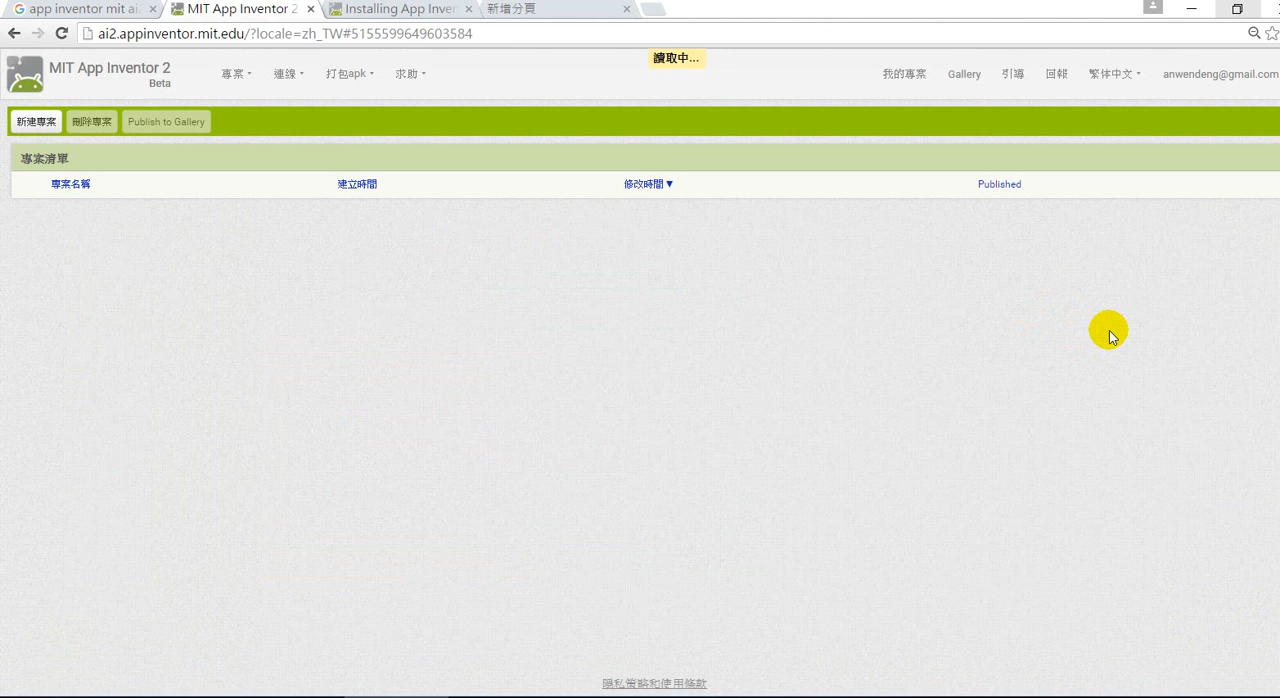 app inventor mit ai2
MIT App Inventor 2
Installing App Inven
新增分頁
ai2.appinventor.mit.edu/?locale=zh_TW#5155599649603584
MIT App Inventor 2
Beta
專案
連線
打包apk
求助
讀取中...
我的專案
Gallery
引導
回報
繁体中文
anwendeng@gmail.com
新建專案
刪除專案
Publish to Gallery
專案清單
專案名稱
建立時間
修改時間▼
Published
隱私策略和使用條款